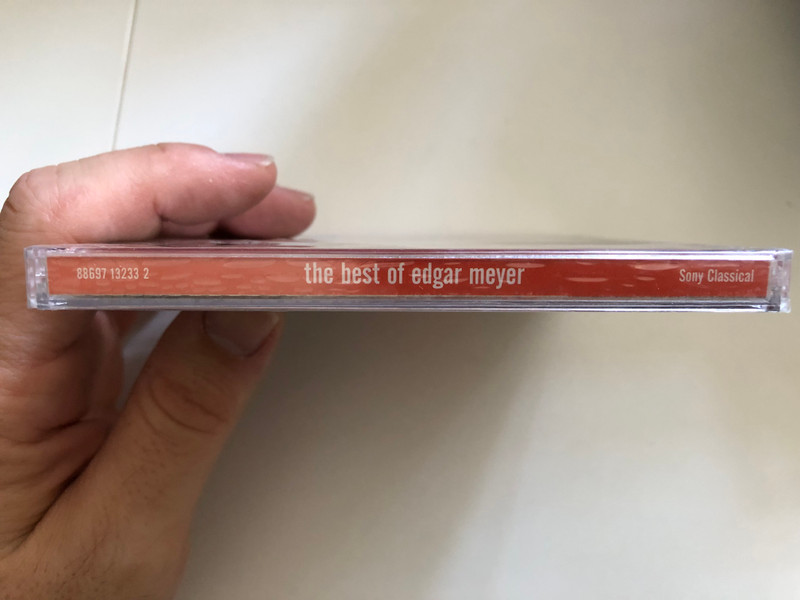 88697 13233 2 the best of edgar meyer Sony Classical